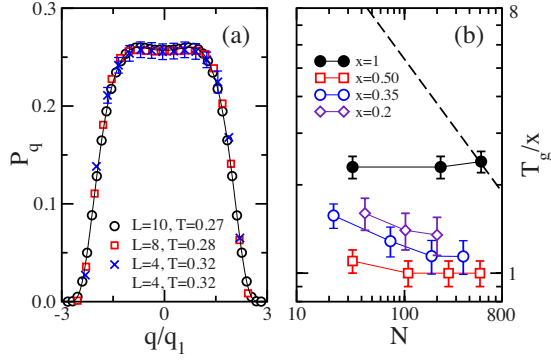 (a)
0.3
0.2
0.1
0.0
P_q
L=10, T=0.27
L=8, T=0.28
L=4, T=0.32
L=4, T=0.32
-3
0
3
q/q_1
(b)
x=1
x=0.50
x=0.35
x=0.2
8
1
T_g/x
10
100
800
N